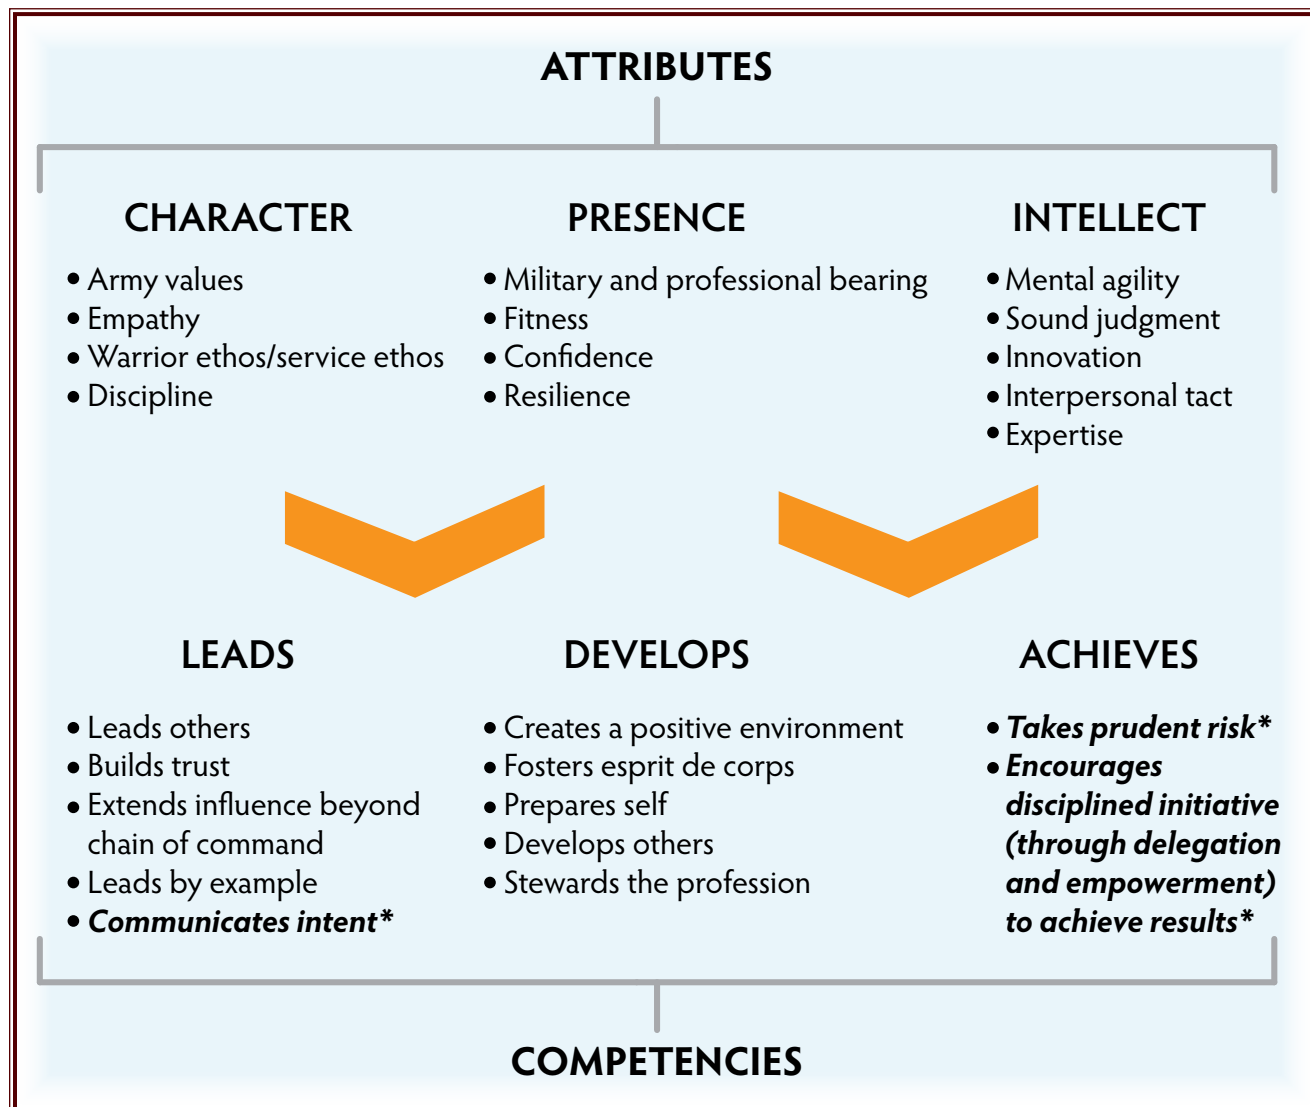 ATTRIBUTES
CHARACTER
• Army values
• Empathy
• Warrior ethos/service ethos
• Discipline
PRESENCE
• Military and professional bearing
• Fitness
• Confidence
• Resilience
INTELLECT
• Mental agility
• Sound judgment
• Innovation
• Interpersonal tact
• Expertise
LEADS
• Leads others
• Builds trust
• Extends influence beyond
chain of command
• Leads by example
• Communicates intent*
DEVELOPS
• Creates a positive environment
• Fosters esprit de corps
• Prepares self
• Develops others
• Stewards the profession
ACHIEVES
• Takes prudent risk*
• Encourages
disciplined initiative
(through delegation
and empowerment)
to achieve results*
COMPETENCIES